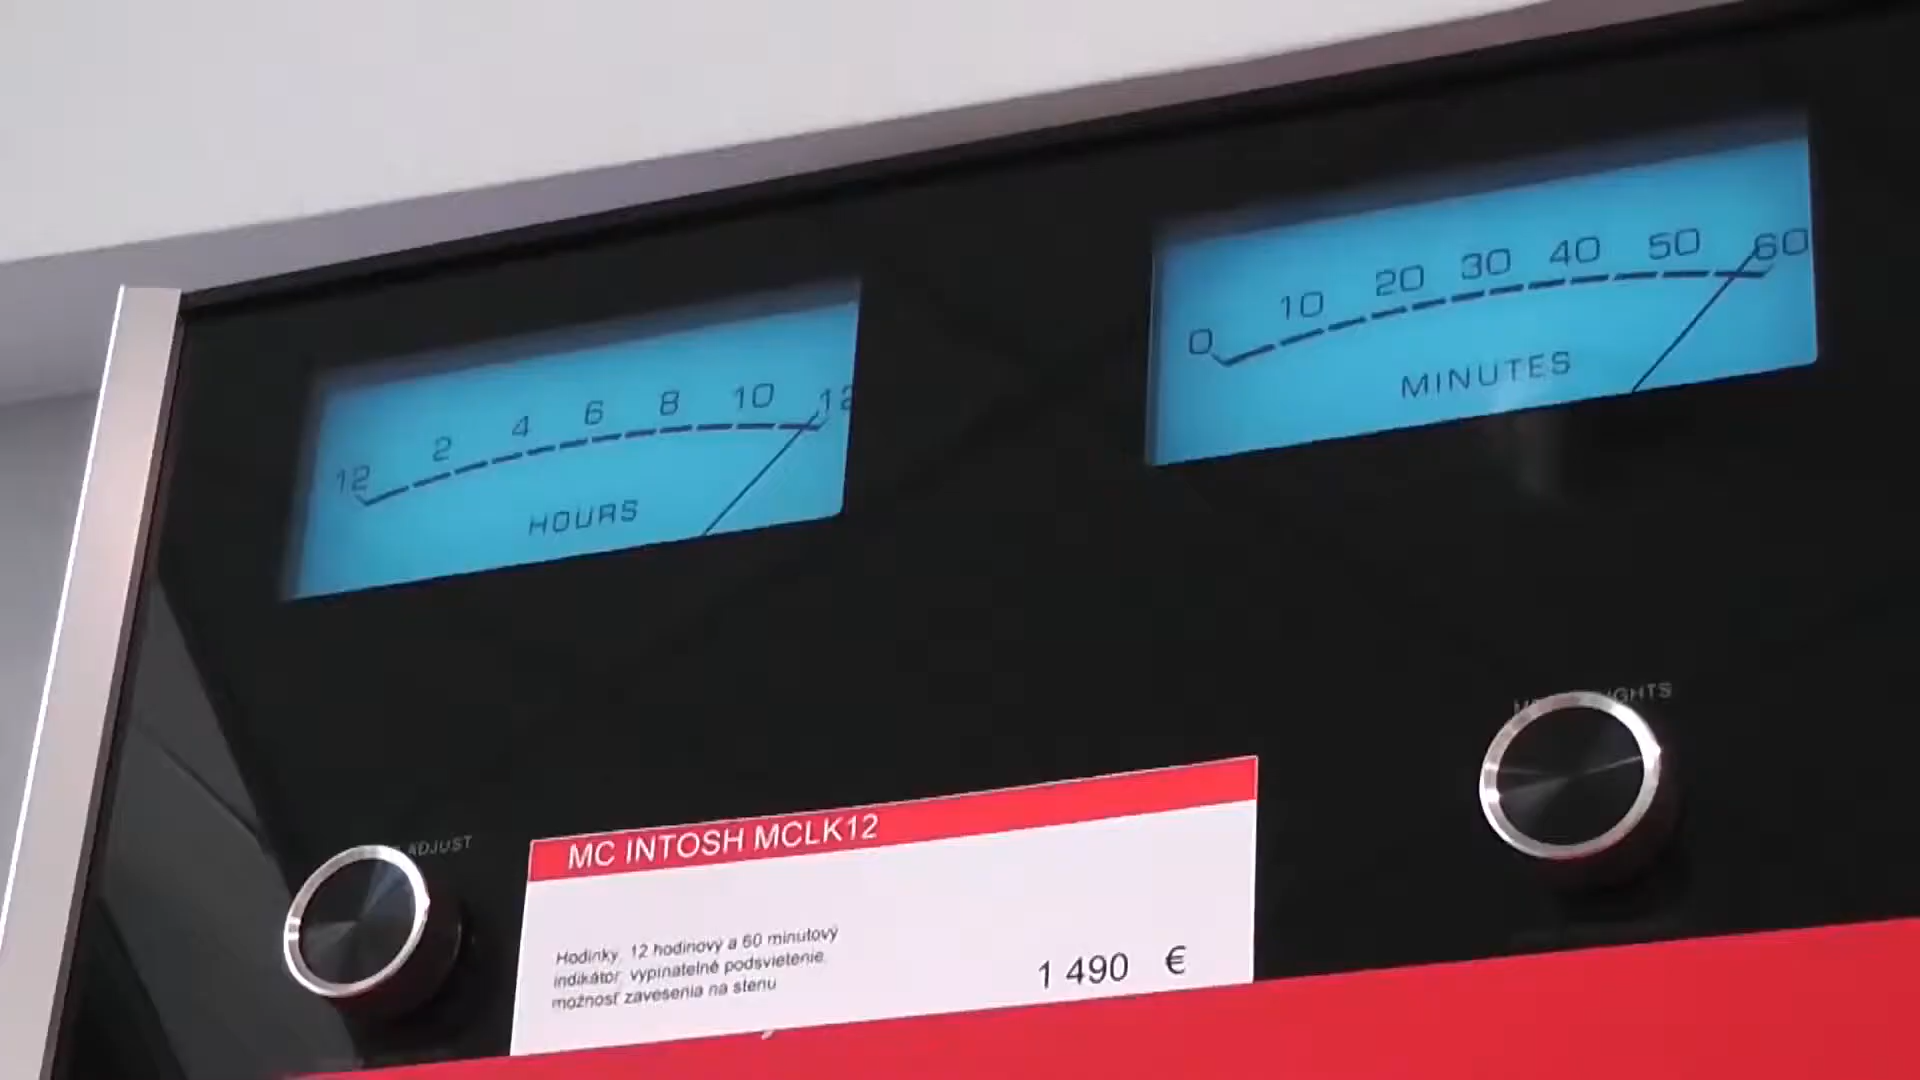 12 2 4 6 8 10 12
HOURS
0 10 20 30 40 50 60
MINUTES
ADJUST
MC INTOSH MCLK12
Hodinky, 12 hodinový a 60 minutový
indikátor, vypínateľné podsvietenie,
možnosť zavesenia na stenu
1 490 €